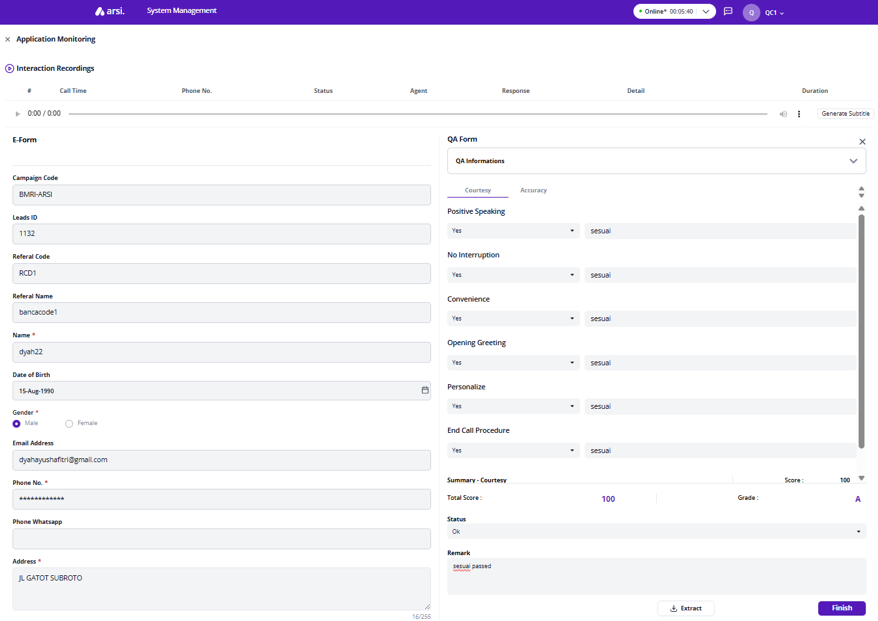 arsi.
System Management
Online* 00:05:40
Q
QC1
Application Monitoring
Interaction Recordings
# Call Time Phone No. Status Agent Response Detail Duration
0:00 / 0:00
Generate Subtitle
E-Form
Campaign Code
BMRI-ARSI
Leads ID
1132
Referal Code
RCD1
Referal Name
bancacode1
Name *
dyah22
Date of Birth
15-Aug-1990
Gender *
Male Female
Email Address
dyahayushafitri@gmail.com
Phone No. *
************
Phone Whatsapp
Address *
JL GATOT SUBROTO
16/255
QA Form
QA Informations
Courtesy Accuracy
Positive Speaking
Yes sesuai
No Interruption
Yes sesuai
Convenience
Yes sesuai
Opening Greeting
Yes sesuai
Personalize
Yes sesuai
End Call Procedure
Yes sesuai
Summary - Courtesy Score : 100
Total Score : 100 Grade : A
Status
Ok
Remark
sesuai passed
Extract
Finish